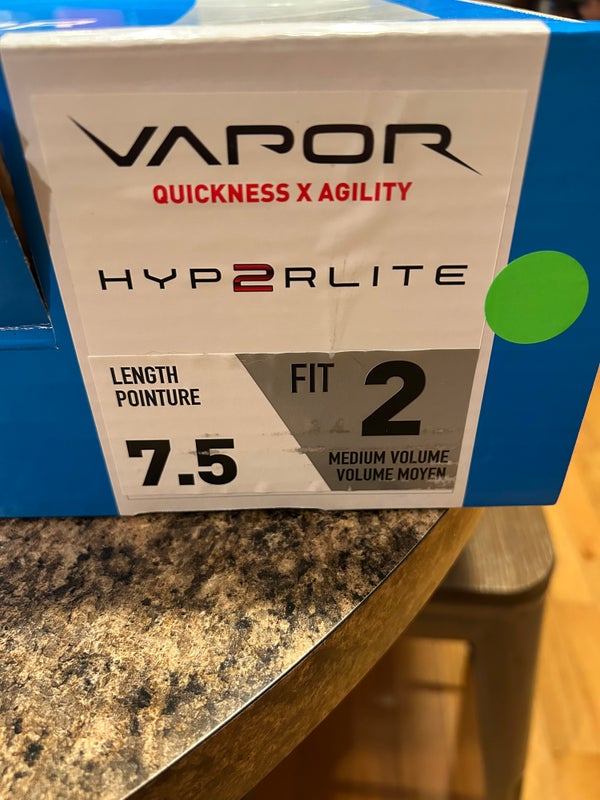 VAPOR
QUICKNESS X AGILITY
HYP2RLITE
LENGTH
POINTURE
7.5
FIT 2
MEDIUM VOLUME
VOLUME MOYEN